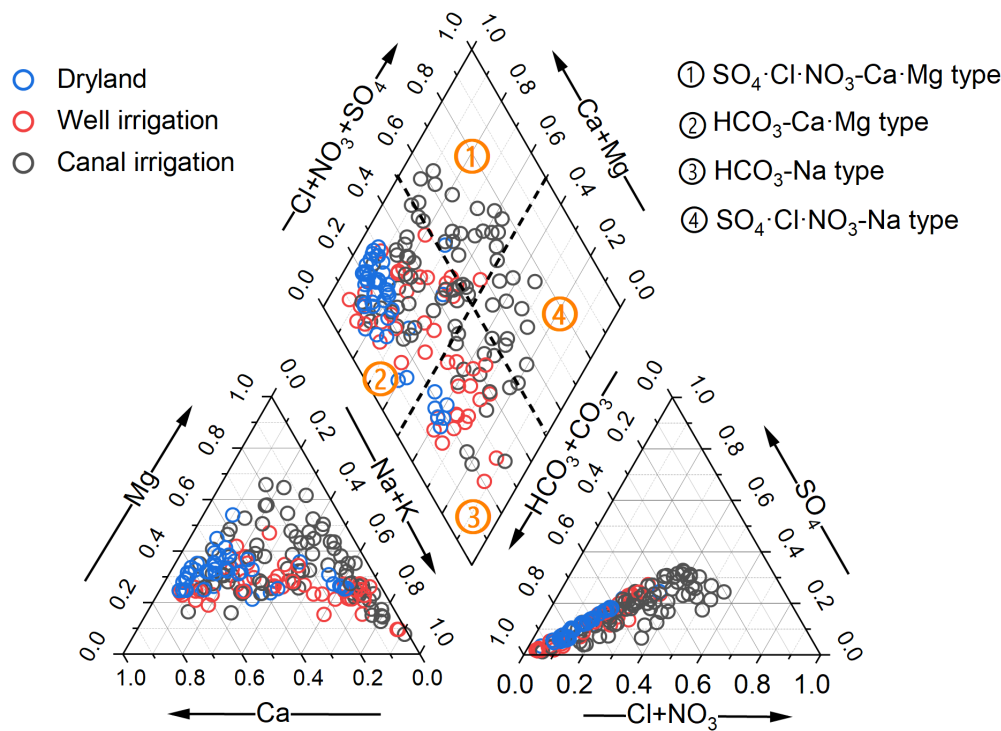 Dryland
Well irrigation
Canal irrigation
① SO₄·Cl·NO₃-Ca·Mg type
② HCO₃-Ca·Mg type
③ HCO₃-Na type
④ SO₄·Cl·NO₃-Na type
Cl+NO₃+SO₄
0.0
0.2
0.4
0.6
0.8
1.0
Ca+Mg
1.0
0.8
0.6
0.4
0.2
0.0
①
②
③
④
Mg
0.0
0.2
0.4
0.6
0.8
1.0
Na+K
0.0
0.2
0.4
0.6
0.8
1.0
Ca
1.0 0.8 0.6 0.4 0.2 0.0
HCO₃+CO₃
0.0
0.2
0.4
0.6
0.8
1.0
SO₄
1.0
0.8
0.6
0.4
0.2
0.0
0.0 0.2 0.4 0.6 0.8 1.0
Cl+NO₃